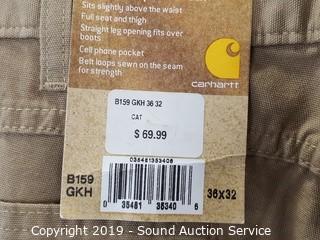 Sits slightly above the waist
Full seat and thigh
Straight leg opening fits over
boots
Cell phone pocket
Belt loops sewn on the seam
for strength
carhartt
B159 GKH 36 32
CAT
$ 69.99
035481353406
B159
GKH
36x32
0 35481 35340 6
Copyright 2019 - Sound Auction Service